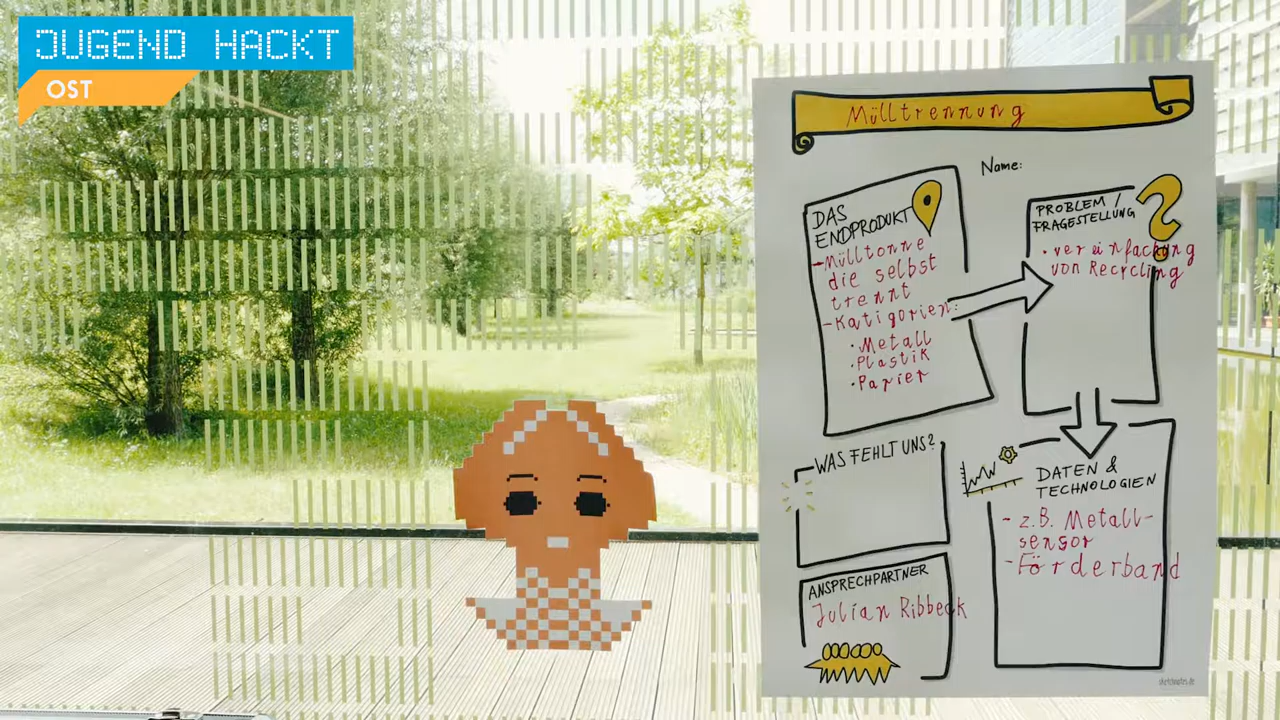 JUGEND HACKT
OST
Mülltrennung
Name:
DAS
ENDPRODUKT
-Mülltonne
die selbst
trennt
-Katigorien:
·Metall
·Plastik
·Papier
PROBLEM /
FRAGESTELLUNG
·vereinfachung
von Recycling
WAS FEHLT UNS?
DATEN &
TECHNOLOGIEN
- z.B. Metall-
sensor
-Förderband
ANSPRECHPARTNER
Julian Ribbeck